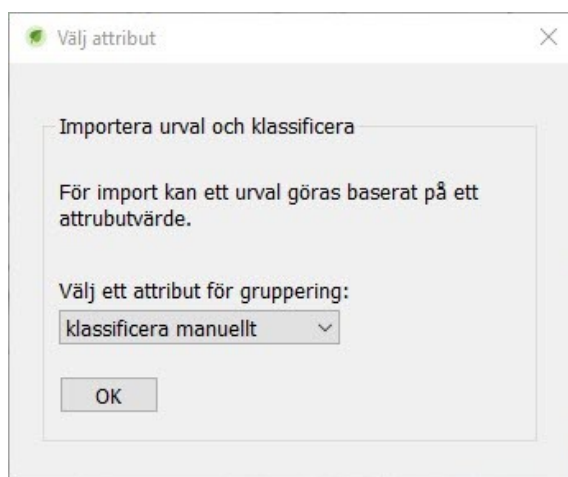 Välj attribut
Importera urval och klassificera
För import kan ett urval göras baserat på ett
attrubutvärde.
Välj ett attribut för gruppering:
klassificera manuellt
OK